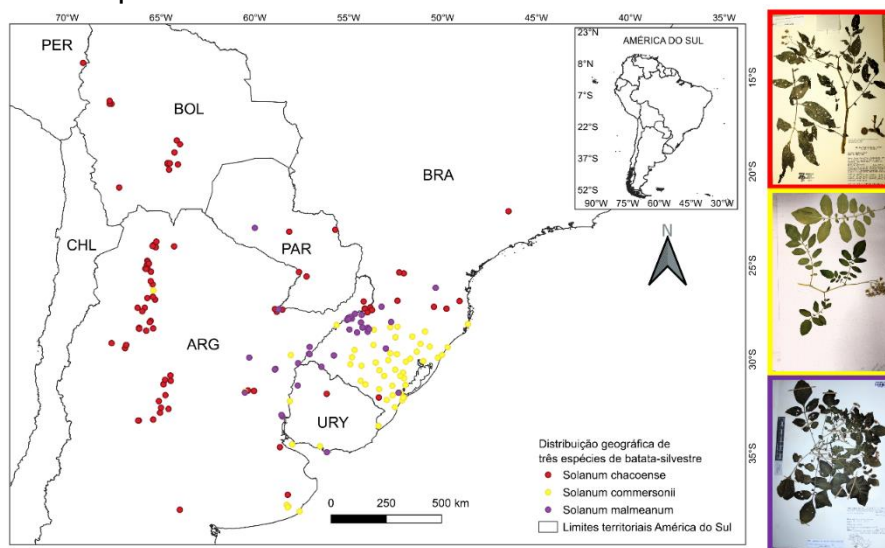 70°W 65°W 60°W 55°W 50°W 45°W
23°N
8°N
7°S
22°S
37°S
52°S
90°W 75°W 60°W 45°W 30°W
AMÉRICA DO SUL
15°S
20°S
25°S
30°S
35°S
PER
BOL
BRA
CHL
PAR
ARG
URY
N
Distribuição geográfica de
três espécies de batata-silvestre
Solanum chacoense
Solanum commersonii
Solanum malmeanum
Limites territoriais América do Sul
0 250 500 km